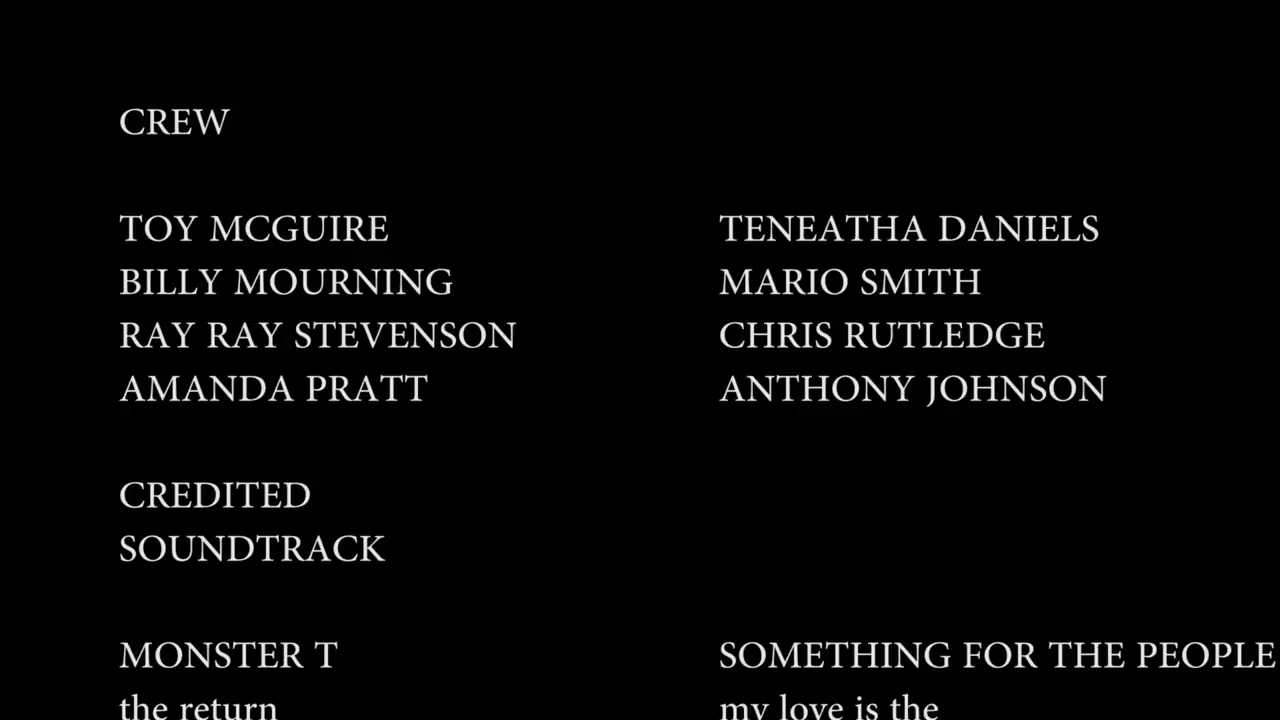 CREW
TOY MCGUIRE TENEATHA DANIELS
BILLY MOURNING MARIO SMITH
RAY RAY STEVENSON CHRIS RUTLEDGE
AMANDA PRATT ANTHONY JOHNSON
CREDITED
SOUNDTRACK
MONSTER T SOMETHING FOR THE PEOPLE
the return my love is the